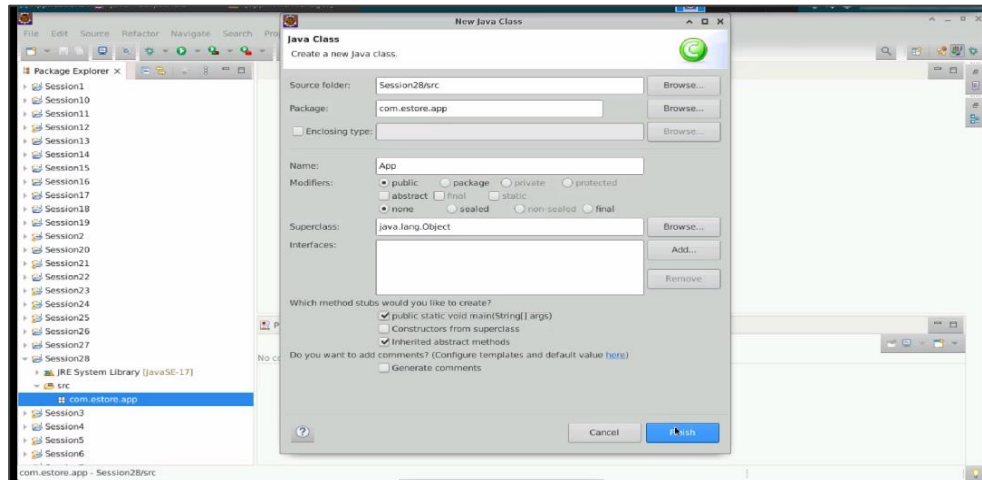 New Java Class
File Edit Source Refactor Navigate Search
Java Class
Create a new Java class.
Package Explorer
Source folder: Session28/src Browse...
Package: com.estore.app Browse...
Enclosing type: Browse...
Name: App
Modifiers: public package private protected
abstract final static
none sealed non-sealed final
Superclass: java.lang.Object Browse...
Interfaces: Add...
Remove
Which method stubs would you like to create?
public static void main(String[] args)
Constructors from superclass
Inherited abstract methods
Do you want to add comments? (Configure templates and default value here)
Generate comments
Cancel Finish
Session1
Session10
Session11
Session12
Session13
Session14
Session15
Session16
Session17
Session18
Session19
Session2
Session20
Session21
Session22
Session23
Session24
Session25
Session26
Session27
Session28
JRE System Library [JavaSE-17]
src
com.estore.app
Session3
Session4
Session5
Session6
com.estore.app - Session28/src